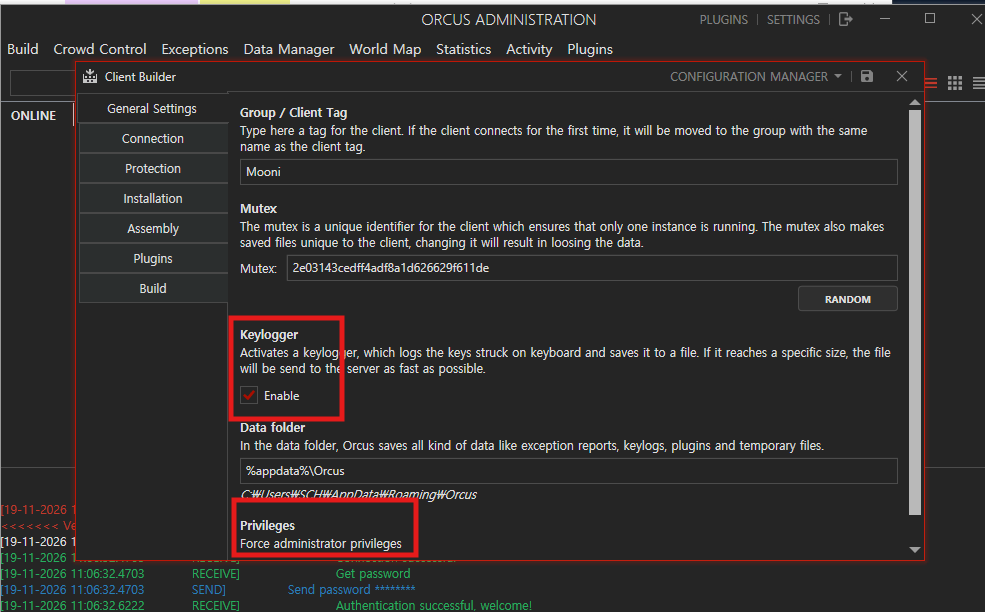 ORCUS ADMINISTRATION
PLUGINS | SETTINGS
Build Crowd Control Exceptions Data Manager World Map Statistics Activity Plugins
Client Builder
CONFIGURATION MANAGER
ONLINE
General Settings
Connection
Protection
Installation
Assembly
Plugins
Build
Group / Client Tag
Type here a tag for the client. If the client connects for the first time, it will be moved to the group with the same
name as the client tag.
Mooni
Mutex
The mutex is a unique identifier for the client which ensures that only one instance is running. The mutex also makes
saved files unique to the client, changing it will result in loosing the data.
Mutex: 2e03143cedff4adf8a1d626629f611de
RANDOM
Keylogger
Activates a keylogger, which logs the keys struck on keyboard and saves it to a file. If it reaches a specific size, the file
will be send to the server as fast as possible.
Enable
Data folder
In the data folder, Orcus saves all kind of data like exception reports, keylogs, plugins and temporary files.
%appdata%\Orcus
C:₩Users₩SCH₩AppData₩Roaming₩Orcus
Privileges
Force administrator privileges
[19-11-2026 1
<<<<<<< Ve
[19-11-2026 1
[19-11-2026 11:06:32.4703 RECEIVE] Get password
[19-11-2026 11:06:32.4703 SEND] Send password ********
[19-11-2026 11:06:32.6222 RECEIVE] Authentication successful, welcome!